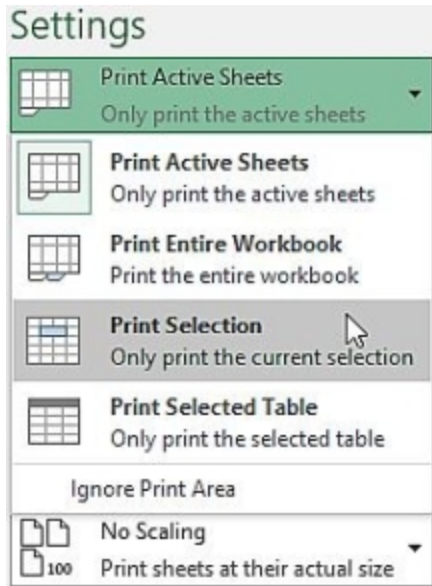 Settings
Print Active Sheets
Only print the active sheets
Print Active Sheets
Only print the active sheets
Print Entire Workbook
Print the entire workbook
Print Selection
Only print the current selection
Print Selected Table
Only print the selected table
Ignore Print Area
No Scaling
100
Print sheets at their actual size